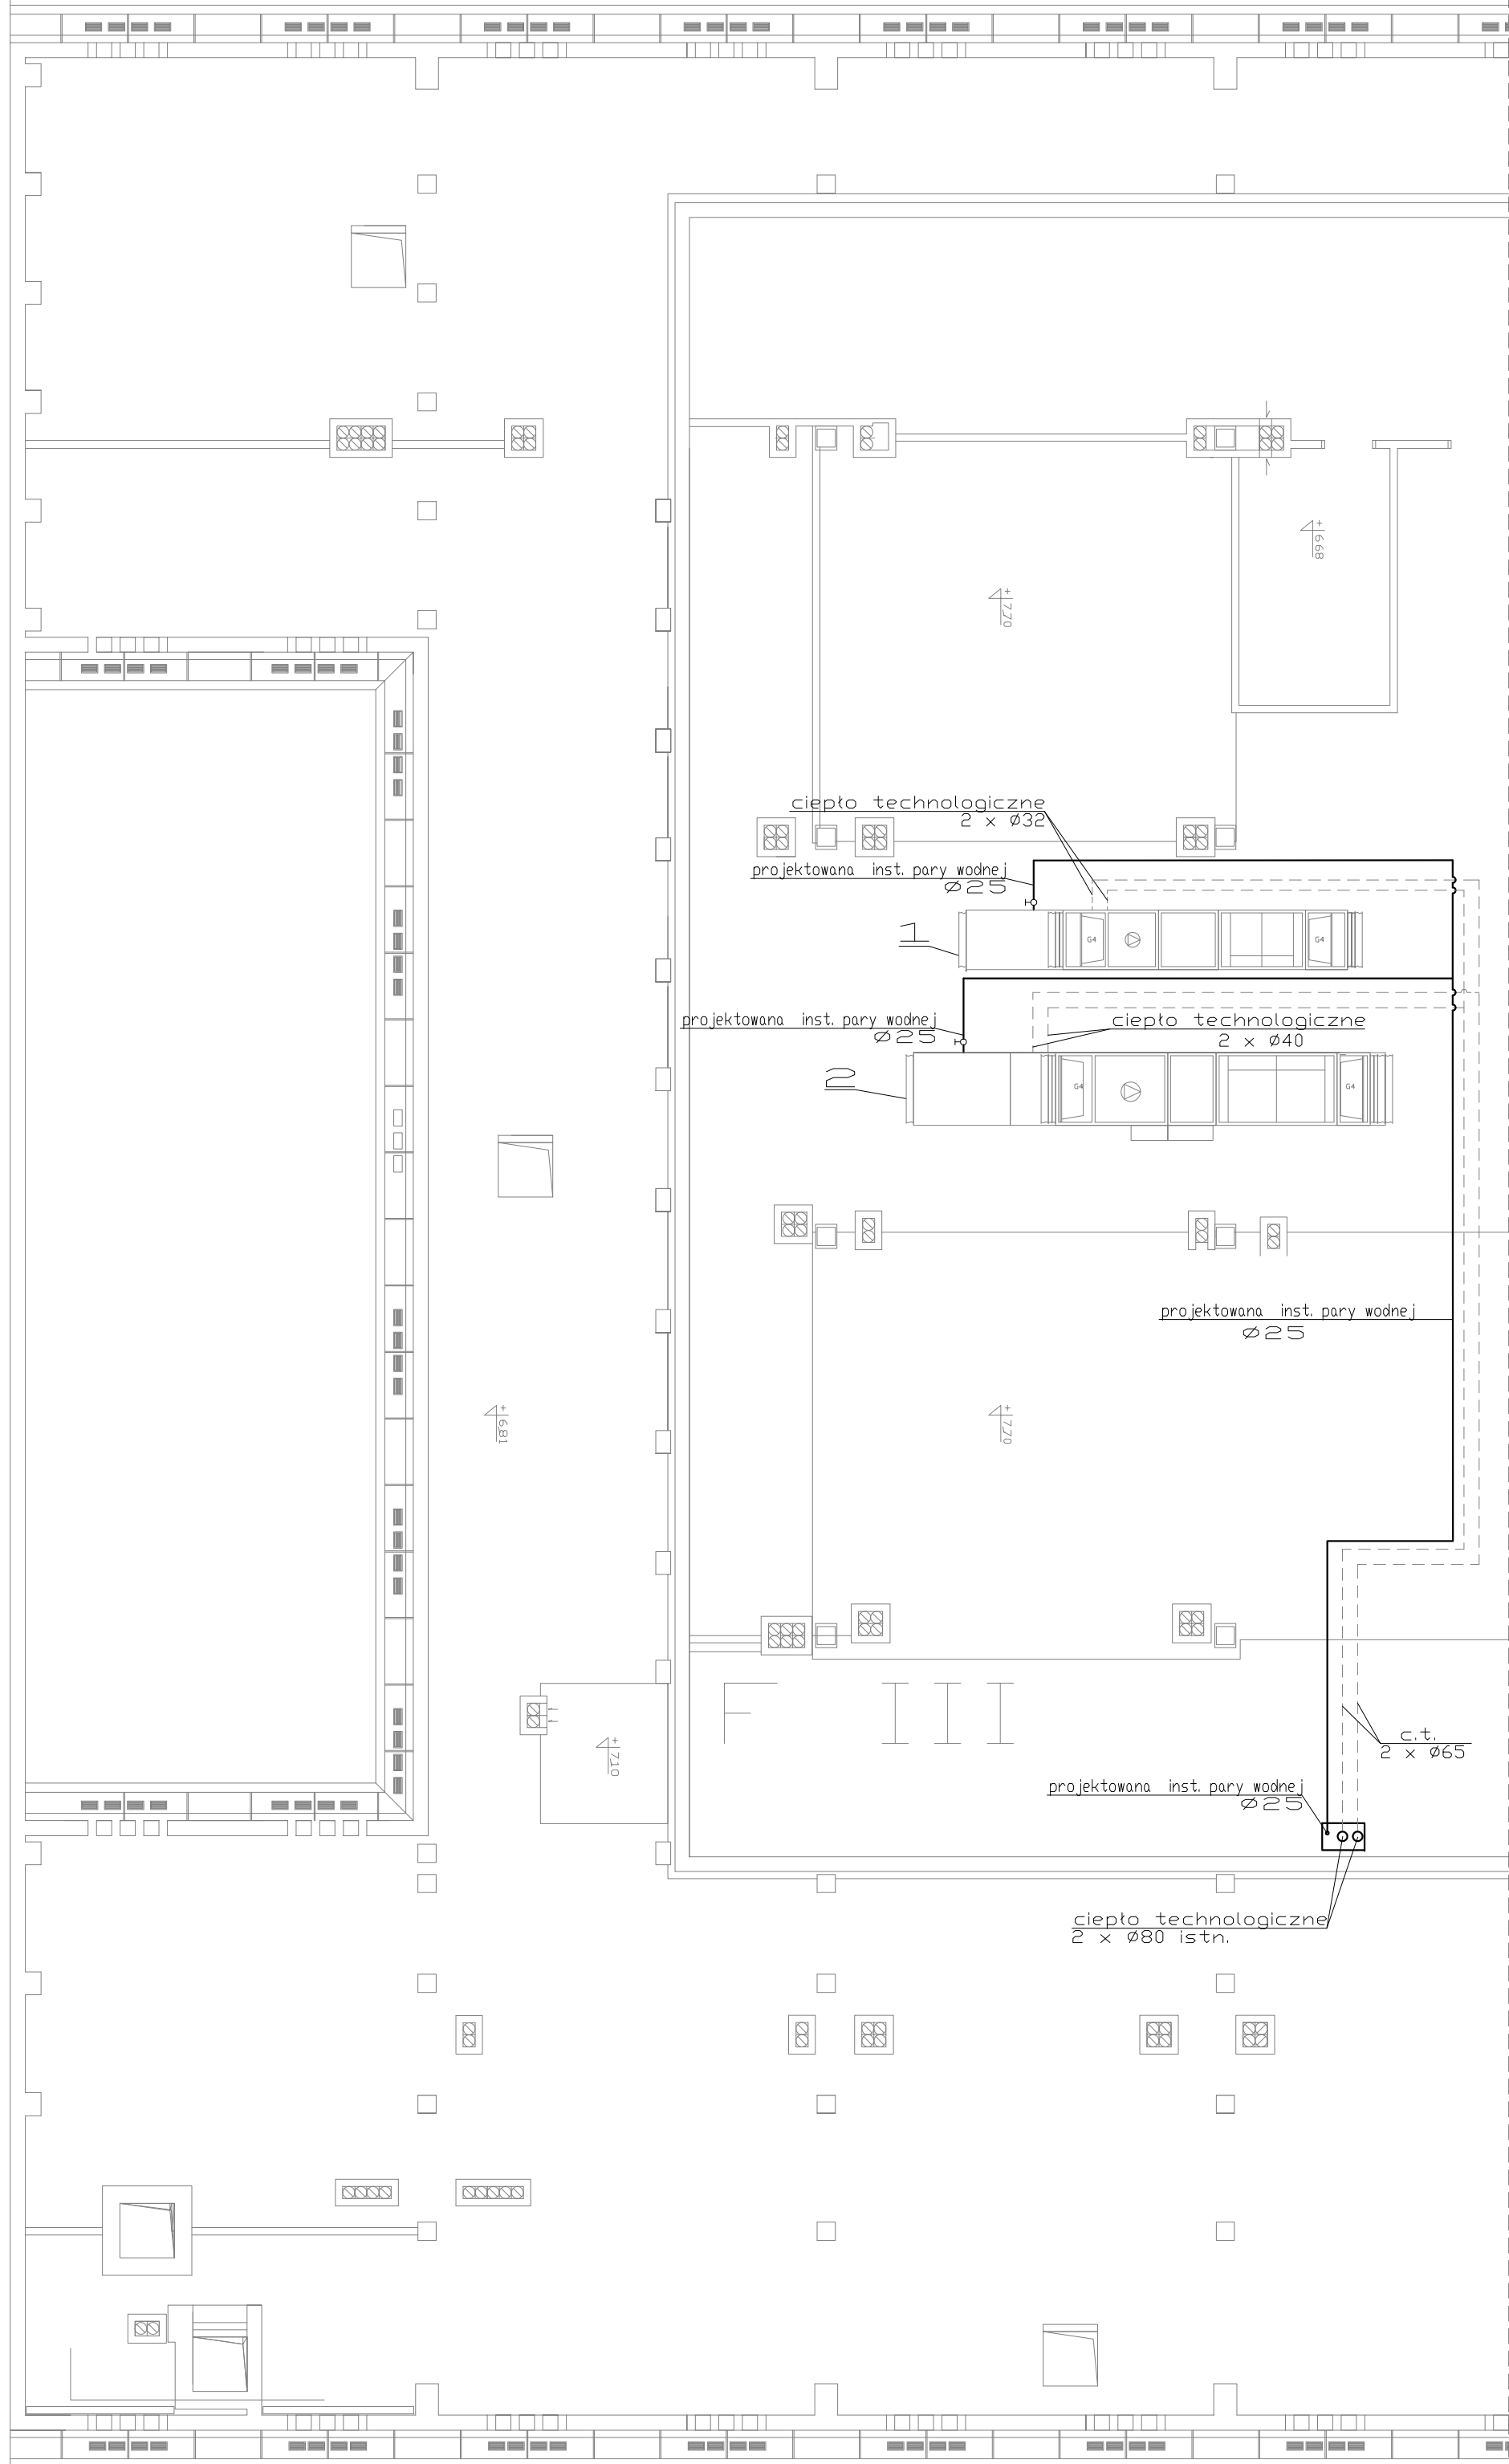 + 6,68
+ 7,70
ciepło technologiczne
2 x Ø32
projektowana inst. pary wodnej
Ø25
1
G4
G4
projektowana inst. pary wodnej
Ø25
ciepło technologiczne
2 x Ø40
2
G4
G4
projektowana inst. pary wodnej
Ø25
+ 6,81
+ 7,70
F III
+ 7,10
c.t.
2 x Ø65
projektowana inst. pary wodnej
Ø25
ciepło technologiczne
2 x Ø80 istn.